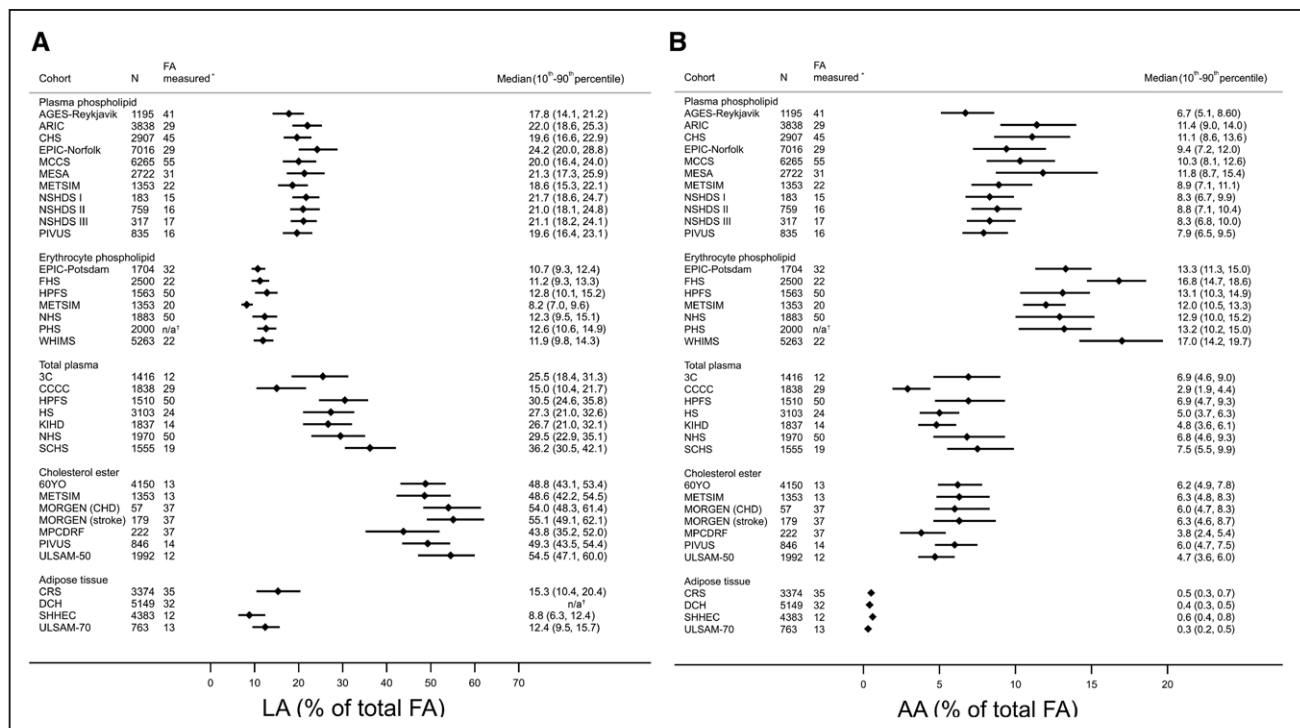 A
Cohort N FA measured * Median (10th-90th percentile)
Plasma phospholipid
AGES-Reykjavik 1195 41 17.8 (14.1, 21.2)
ARIC 3838 29 22.0 (18.6, 25.3)
CHS 2907 45 19.6 (16.6, 22.9)
EPIC-Norfolk 7016 29 24.2 (20.0, 28.8)
MCCS 6265 55 20.0 (16.4, 24.0)
MESA 2722 31 21.3 (17.3, 25.9)
METSIM 1353 22 18.6 (15.3, 22.1)
NSHDS I 183 15 21.7 (18.6, 24.7)
NSHDS II 759 16 21.0 (18.1, 24.8)
NSHDS III 317 17 21.1 (18.2, 24.1)
PIVUS 835 16 19.6 (16.4, 23.1)
Erythrocyte phospholipid
EPIC-Potsdam 1704 32 10.7 (9.3, 12.4)
FHS 2500 22 11.2 (9.3, 13.3)
HPFS 1563 50 12.8 (10.1, 15.2)
METSIM 1353 20 8.2 (7.0, 9.6)
NHS 1883 50 12.3 (9.5, 15.1)
PHS 2000 n/a† 12.6 (10.6, 14.9)
WHIMS 5263 22 11.9 (9.8, 14.3)
Total plasma
3C 1416 12 25.5 (18.4, 31.3)
CCCC 1838 29 15.0 (10.4, 21.7)
HPFS 1510 50 30.5 (24.6, 35.8)
HS 3103 24 27.3 (21.0, 32.6)
KIHD 1837 14 26.7 (21.0, 32.1)
NHS 1970 50 29.5 (22.9, 35.1)
SCHS 1555 19 36.2 (30.5, 42.1)
Cholesterol ester
60YO 4150 13 48.8 (43.1, 53.4)
METSIM 1353 13 48.6 (42.2, 54.5)
MORGEN (CHD) 57 37 54.0 (48.3, 61.4)
MORGEN (stroke) 179 37 55.1 (49.1, 62.1)
MPCDRF 222 37 43.8 (35.2, 52.0)
PIVUS 846 14 49.3 (43.5, 54.4)
ULSAM-50 1992 12 54.5 (47.1, 60.0)
Adipose tissue
CRS 3374 35 15.3 (10.4, 20.4)
DCH 5149 32 n/a†
SHHEC 4383 12 8.8 (6.3, 12.4)
ULSAM-70 763 13 12.4 (9.5, 15.7)
0 10 20 30 40 50 60 70
LA (% of total FA)
B
Cohort N FA measured * Median (10th-90th percentile)
Plasma phospholipid
AGES-Reykjavik 1195 41 6.7 (5.1, 8.60)
ARIC 3838 29 11.4 (9.0, 14.0)
CHS 2907 45 11.1 (8.6, 13.6)
EPIC-Norfolk 7016 29 9.4 (7.2, 12.0)
MCCS 6265 55 10.3 (8.1, 12.6)
MESA 2722 31 11.8 (8.7, 15.4)
METSIM 1353 22 8.9 (7.1, 11.1)
NSHDS I 183 15 8.3 (6.7, 9.9)
NSHDS II 759 16 8.8 (7.1, 10.4)
NSHDS III 317 17 8.3 (6.8, 10.0)
PIVUS 835 16 7.9 (6.5, 9.5)
Erythrocyte phospholipid
EPIC-Potsdam 1704 32 13.3 (11.3, 15.0)
FHS 2500 22 16.8 (14.7, 18.6)
HPFS 1563 50 13.1 (10.3, 14.9)
METSIM 1353 20 12.0 (10.5, 13.3)
NHS 1883 50 12.9 (10.0, 15.2)
PHS 2000 n/a† 13.2 (10.2, 15.0)
WHIMS 5263 22 17.0 (14.2, 19.7)
Total plasma
3C 1416 12 6.9 (4.6, 9.0)
CCCC 1838 29 2.9 (1.9, 4.4)
HPFS 1510 50 6.9 (4.7, 9.3)
HS 3103 24 5.0 (3.7, 6.3)
KIHD 1837 14 4.8 (3.6, 6.1)
NHS 1970 50 6.8 (4.6, 9.3)
SCHS 1555 19 7.5 (5.5, 9.9)
Cholesterol ester
60YO 4150 13 6.2 (4.9, 7.8)
METSIM 1353 13 6.3 (4.8, 8.3)
MORGEN (CHD) 57 37 6.0 (4.7, 8.3)
MORGEN (stroke) 179 37 6.3 (4.6, 8.7)
MPCDRF 222 37 3.8 (2.4, 5.4)
PIVUS 846 14 6.0 (4.7, 7.5)
ULSAM-50 1992 12 4.7 (3.6, 6.0)
Adipose tissue
CRS 3374 35 0.5 (0.3, 0.7)
DCH 5149 32 0.4 (0.3, 0.5)
SHHEC 4383 12 0.6 (0.4, 0.8)
ULSAM-70 763 13 0.3 (0.2, 0.5)
0 5 10 15 20
AA (% of total FA)